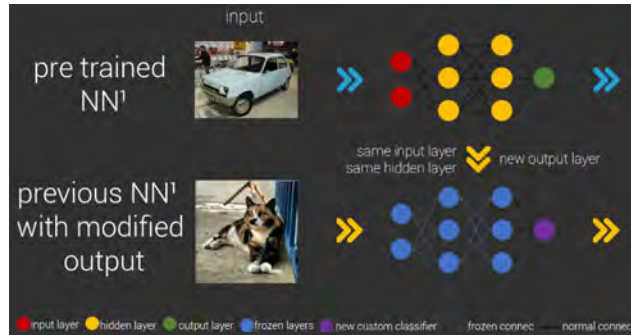 input
pre trained
NN¹
same input layer
same hidden layer
new output layer
previous NN¹
with modified
output
input layer
hidden layer
output layer
frozen layers
new custom classifier
frozen connec
normal connec